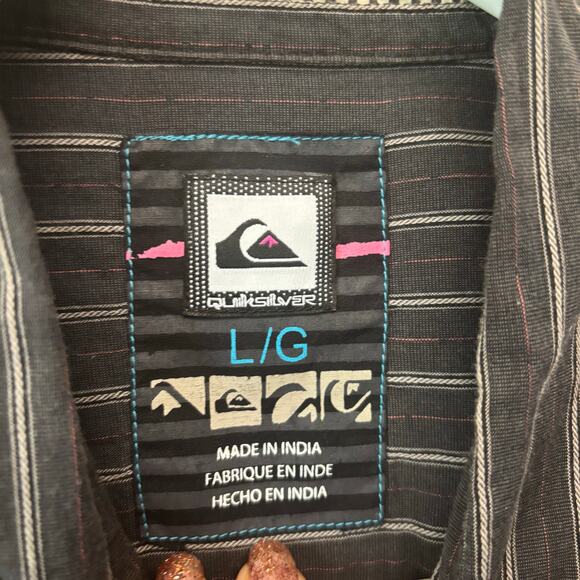 QUIKSILVER
L/G
MADE IN INDIA
FABRIQUE EN INDE
HECHO EN INDIA